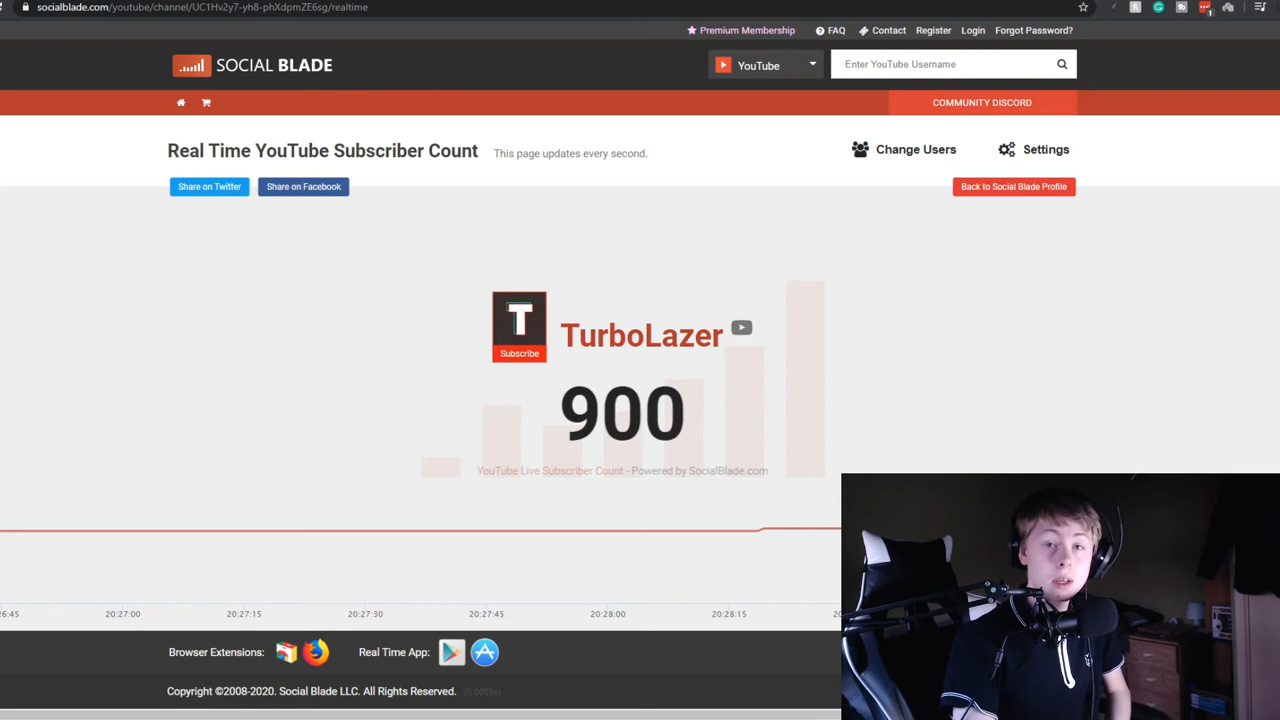 socialblade.com/youtube/channel/UC1Hv2y7-yh8-phXdpmZE6sg/realtime
Premium Membership FAQ Contact Register Login Forgot Password?
SOCIAL BLADE
YouTube
Enter YouTube Username
COMMUNITY DISCORD
Real Time YouTube Subscriber Count This page updates every second.
Change Users Settings
Share on Twitter Share on Facebook
Back to Social Blade Profile
T
Subscribe
TurboLazer
900
YouTube Live Subscriber Count - Powered by SocialBlade.com
26:45 20:27:00 20:27:15 20:27:30 20:27:45 20:28:00 20:28:15
Browser Extensions: Real Time App:
Copyright ©2008-2020. Social Blade LLC. All Rights Reserved. (0.0059s)